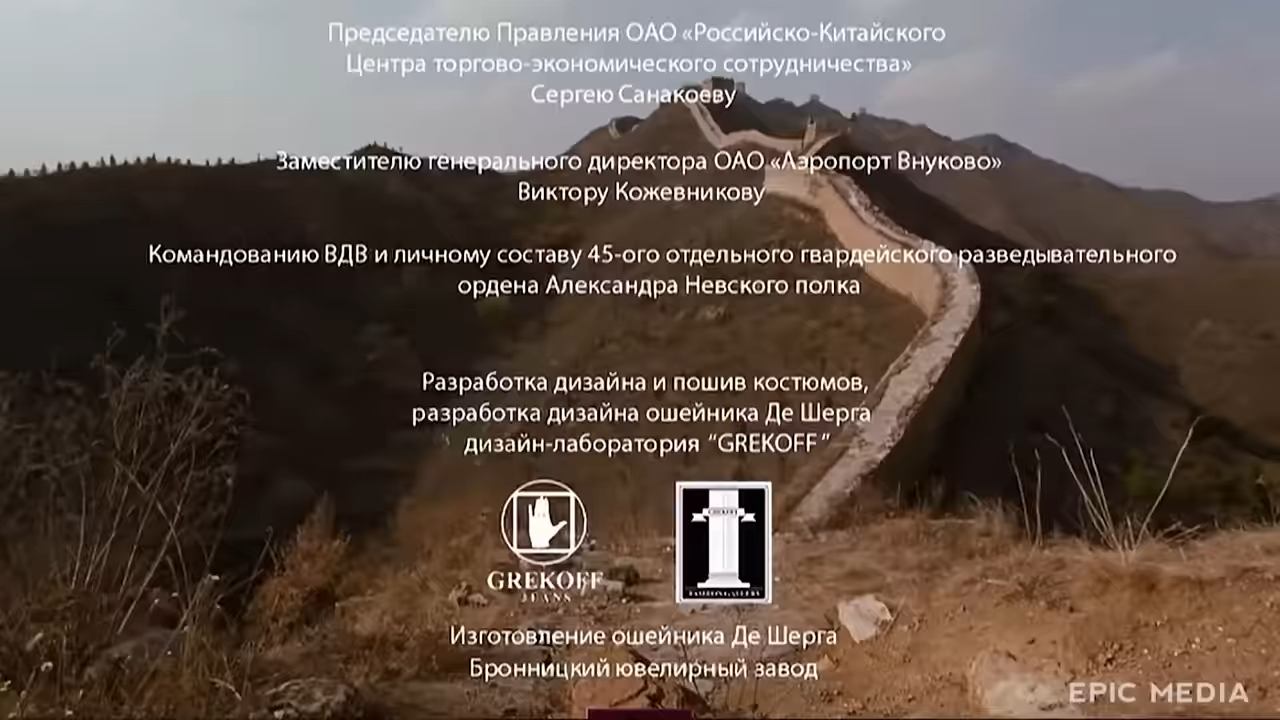 Председателю Правления ОАО «Российско-Китайского
Центра торгово-экономического сотрудничества»
Сергею Санакоеву
Заместителю генерального директора ОАО «Аэропорт Внуково»
Виктору Кожевникову
Командованию ВДВ и личному составу 45-ого отдельного гвардейского разведывательного
ордена Александра Невского полка
Разработка дизайна и пошив костюмов,
разработка дизайна ошейника Де Шерга
дизайн-лаборатория “GREKOFF”
GREKOFF
JEANS
Изготовление ошейника Де Шерга
Бронницкий ювелирный завод
EPIC MEDIA